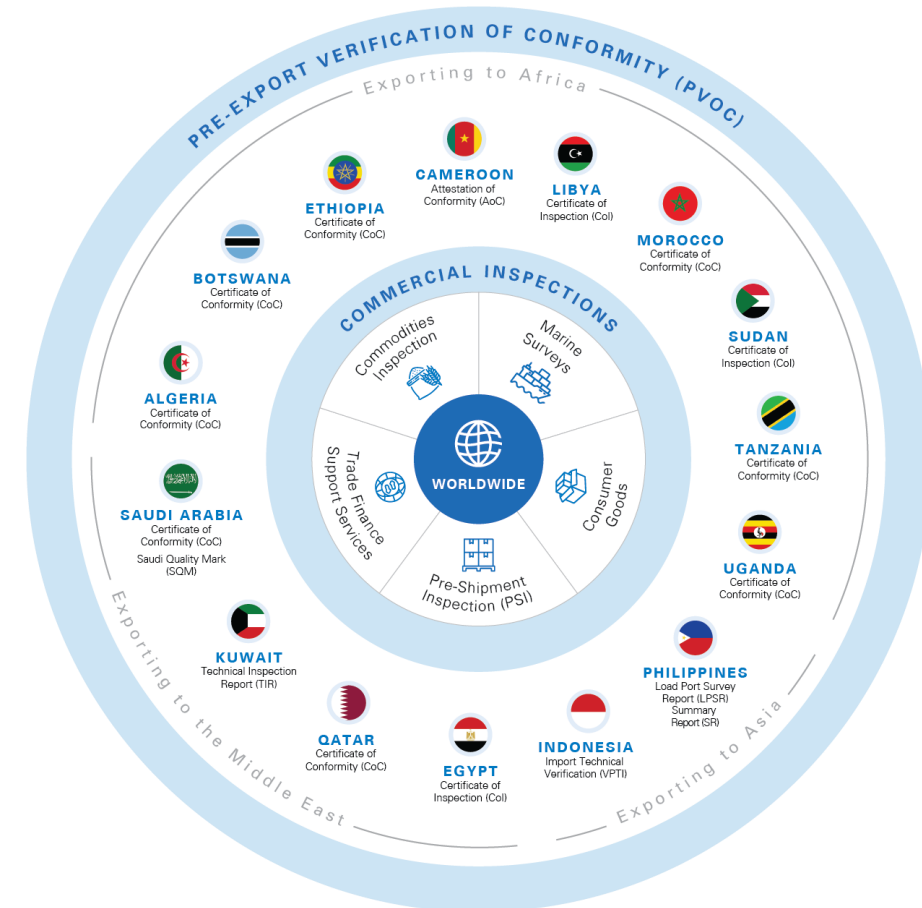 PRE-EXPORT VERIFICATION OF CONFORMITY (PVOC)
Exporting to Africa
CAMEROON
Attestation of
Conformity (AoC)
LIBYA
Certificate of
Inspection (CoI)
MOROCCO
Certificate of
Conformity (CoC)
SUDAN
Certificate of
Inspection (CoI)
TANZANIA
Certificate of
Conformity (CoC)
UGANDA
Certificate of
Conformity (CoC)
ETHIOPIA
Certificate of
Conformity (CoC)
BOTSWANA
Certificate of
Conformity (CoC)
ALGERIA
Certificate of
Conformity (CoC)
Exporting to the Middle East
SAUDI ARABIA
Certificate of
Conformity (CoC)
Saudi Quality Mark
(SQM)
KUWAIT
Technical Inspection
Report (TIR)
QATAR
Certificate of
Conformity (CoC)
EGYPT
Certificate of
Inspection (CoI)
Exporting to Asia
INDONESIA
Import Technical
Verification (VPTI)
PHILIPPINES
Load Port Survey
Report (LPSR)
Summary
Report (SR)
COMMERCIAL INSPECTIONS
Commodities
Inspection
Marine
Surveys
Consumer
Goods
Pre-Shipment
Inspection (PSI)
Trade Finance
Support Services
WORLDWIDE